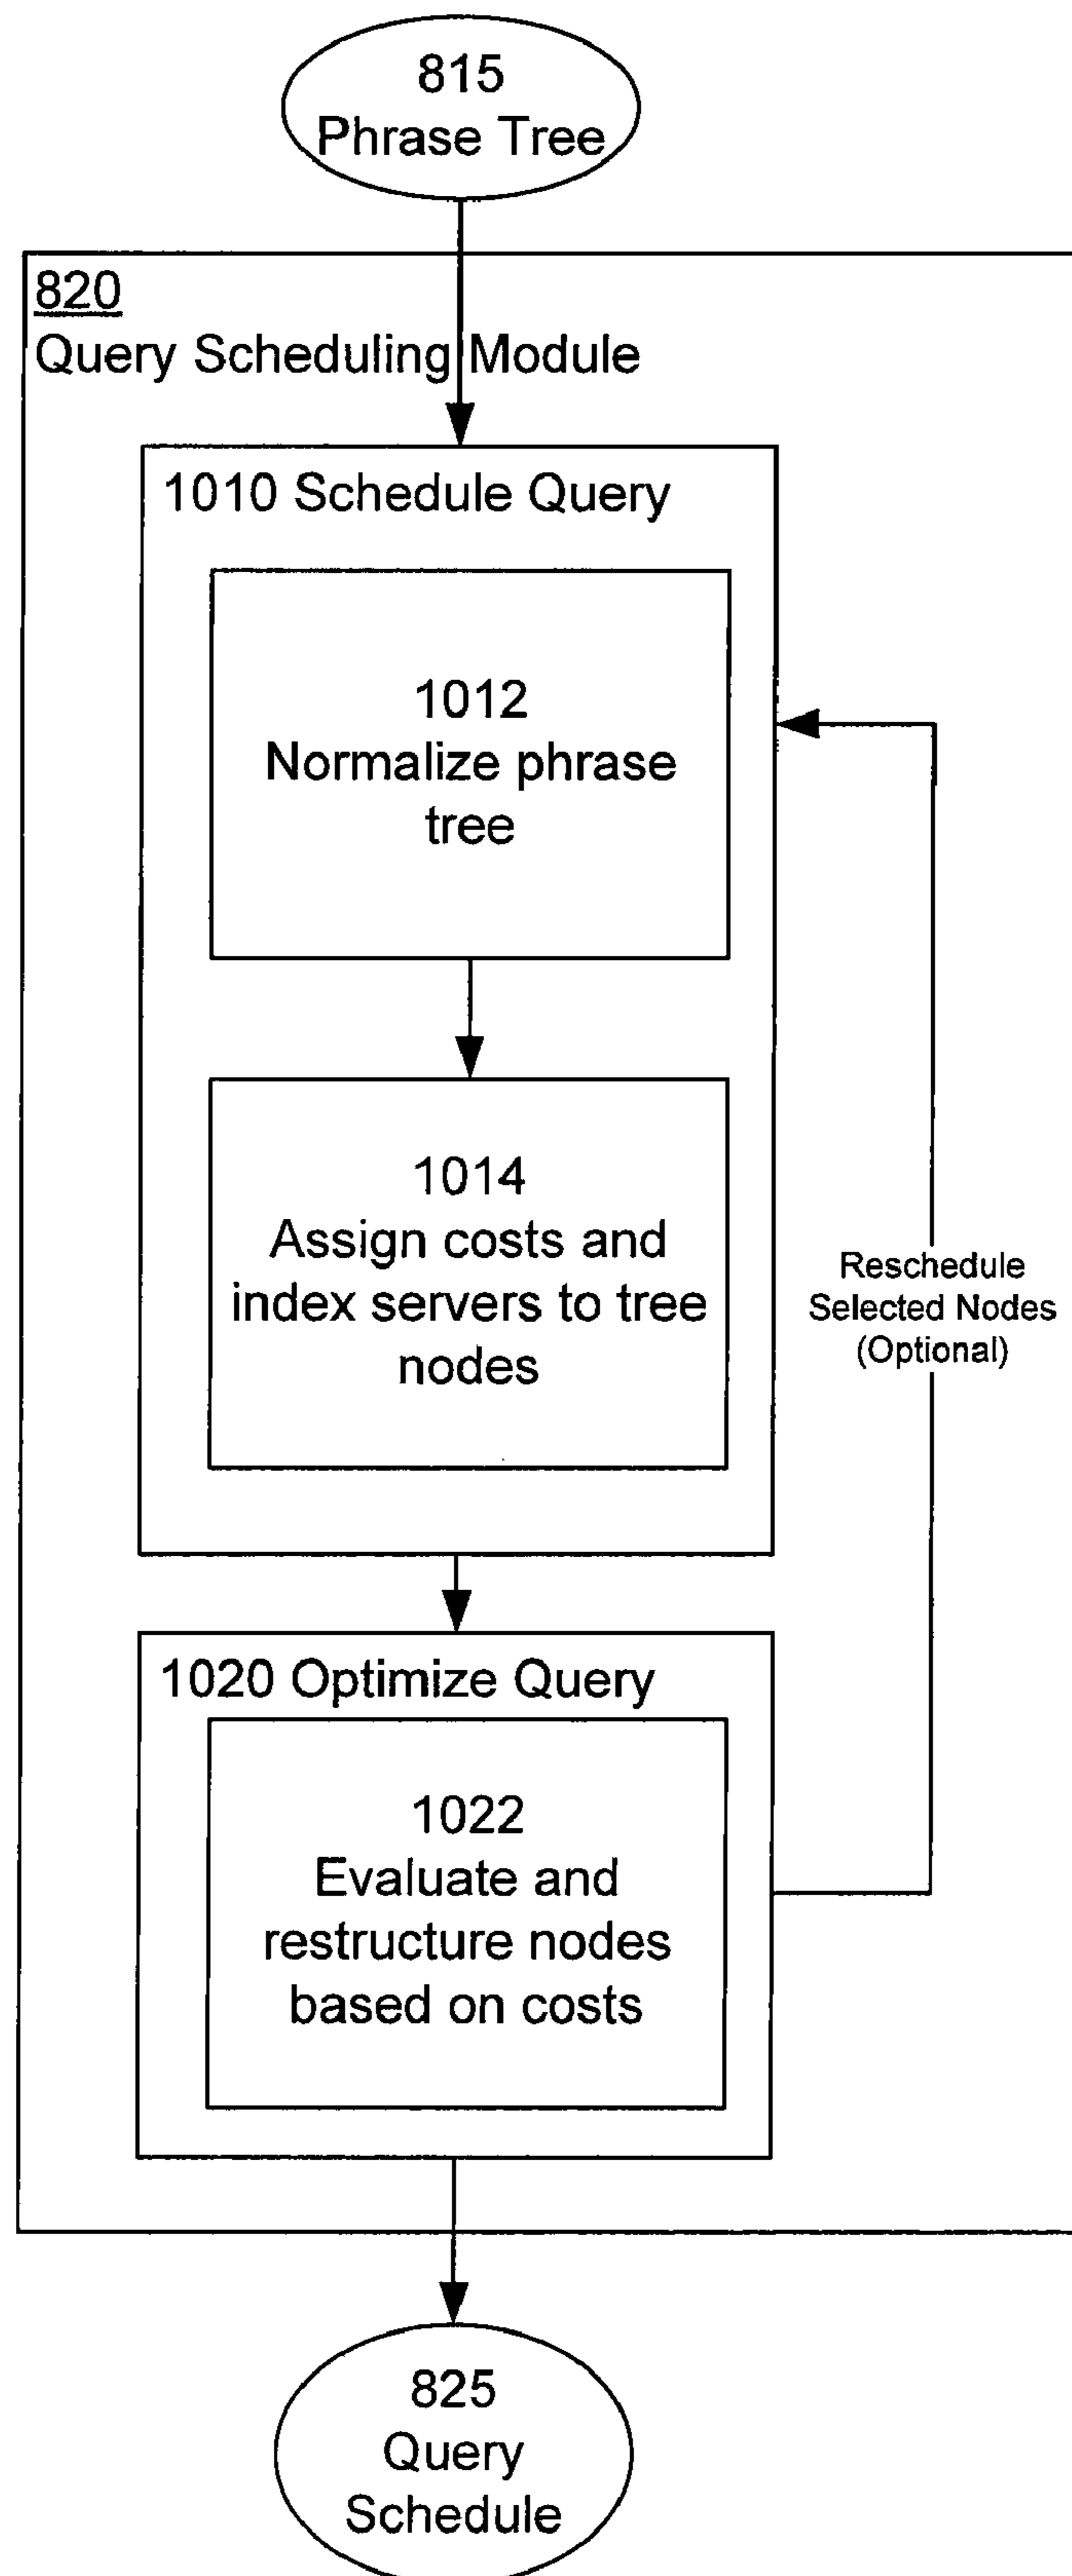 815
Phrase Tree
820
Query Scheduling Module
1010 Schedule Query
1012
Normalize phrase
tree
1014
Assign costs and
index servers to tree
nodes
Reschedule
Selected Nodes
(Optional)
1020 Optimize Query
1022
Evaluate and
restructure nodes
based on costs
825
Query
Schedule